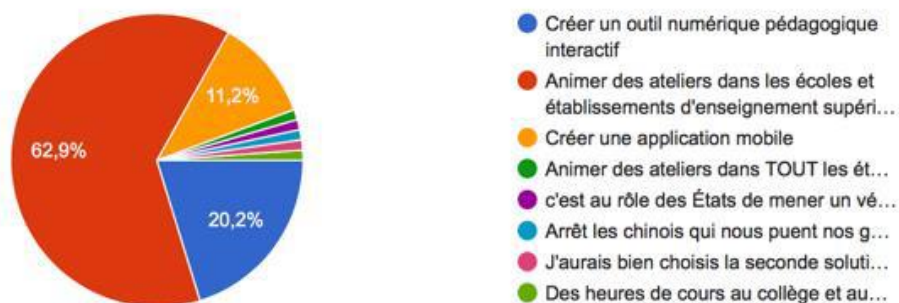 11,2%
62,9%
20,2%
Créer un outil numérique pédagogique
interactif
Animer des ateliers dans les écoles et
établissements d'enseignement supéri...
Créer une application mobile
Animer des ateliers dans TOUT les ét...
c'est au rôle des États de mener un vé...
Arrêt les chinois qui nous puent nos g...
J'aurais bien choisis la seconde soluti...
Des heures de cours au collège et au...